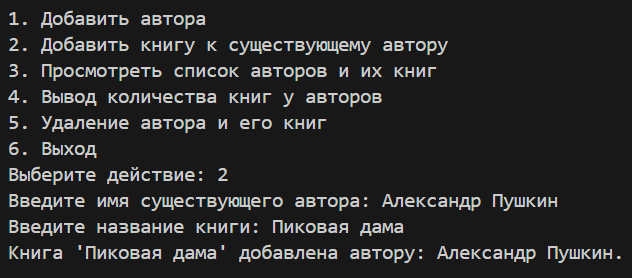 1. Добавить автора
2. Добавить книгу к существующему автору
3. Просмотреть список авторов и их книг
4. Вывод количества книг у авторов
5. Удаление автора и его книг
6. Выход
Выберите действие: 2
Введите имя существующего автора: Александр Пушкин
Введите название книги: Пиковая дама
Книга 'Пиковая дама' добавлена автору: Александр Пушкин.